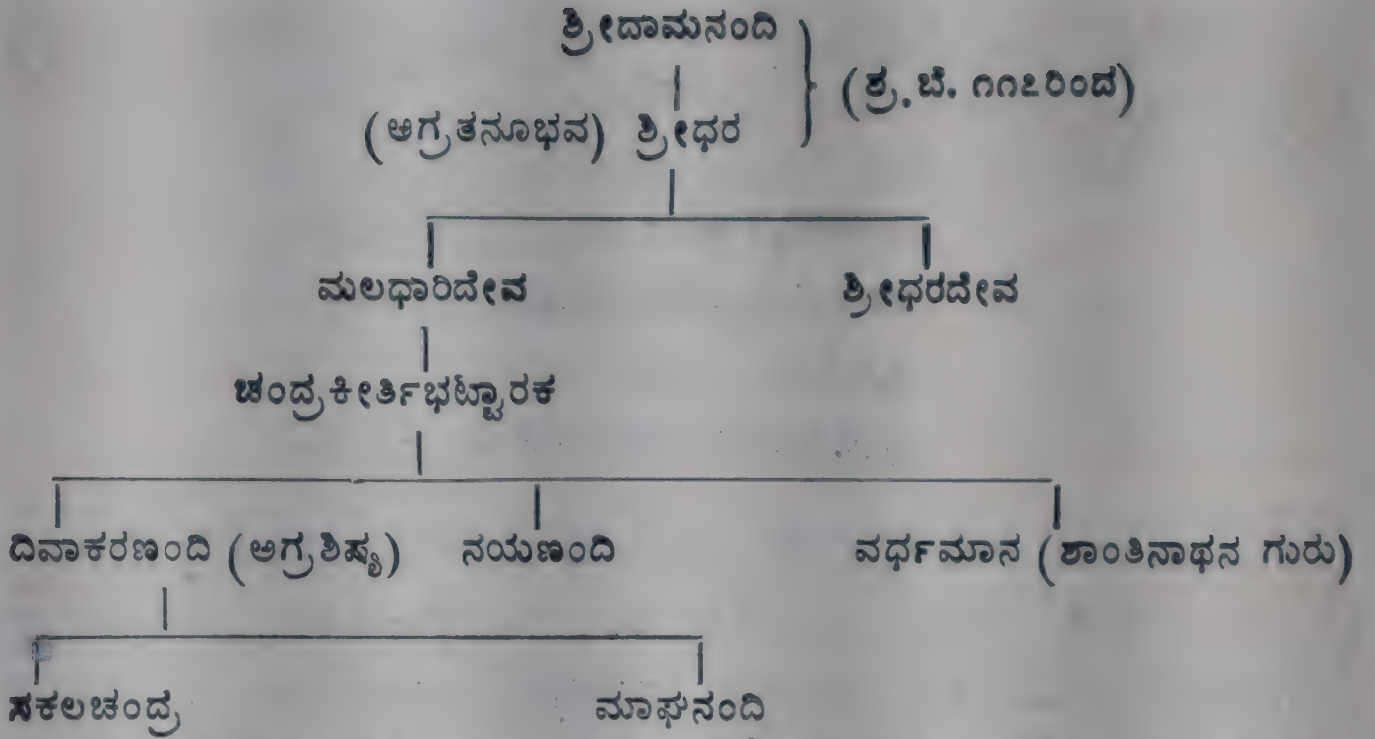 ಶ್ರೀದಾಮನಂದಿ
(ಶ್ರ. ಬೆ. ೧೧೭ರಿಂದ)
(ಅಗ್ರತನೂಭವ) ಶ್ರೀಧರ
ಮಲಧಾರಿದೇವ ಶ್ರೀಧರದೇವ
ಚಂದ್ರಕೀರ್ತಿಭಟ್ಟಾರಕ
ದಿವಾಕರಣಂದಿ (ಅಗ್ರಶಿಷ್ಯ) ನಯಣಂದಿ ವರ್ಧಮಾನ (ಶಾಂತಿನಾಥನ ಗುರು)
ಸಕಲಚಂದ್ರ ಮಾಘನಂದಿ